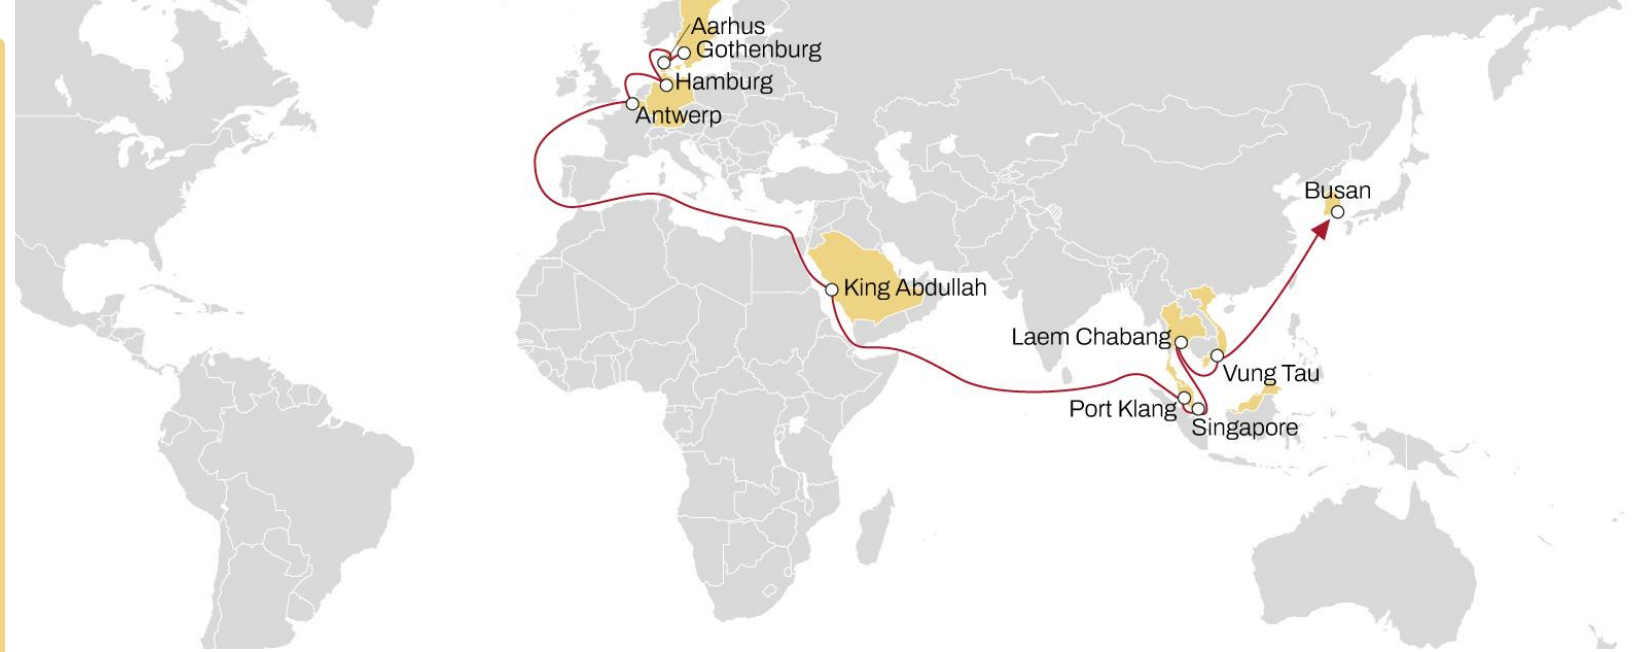 Aarhus
Gothenburg
Hamburg
Antwerp
Busan
King Abdullah
Laem Chabang
Vung Tau
Port Klang
Singapore